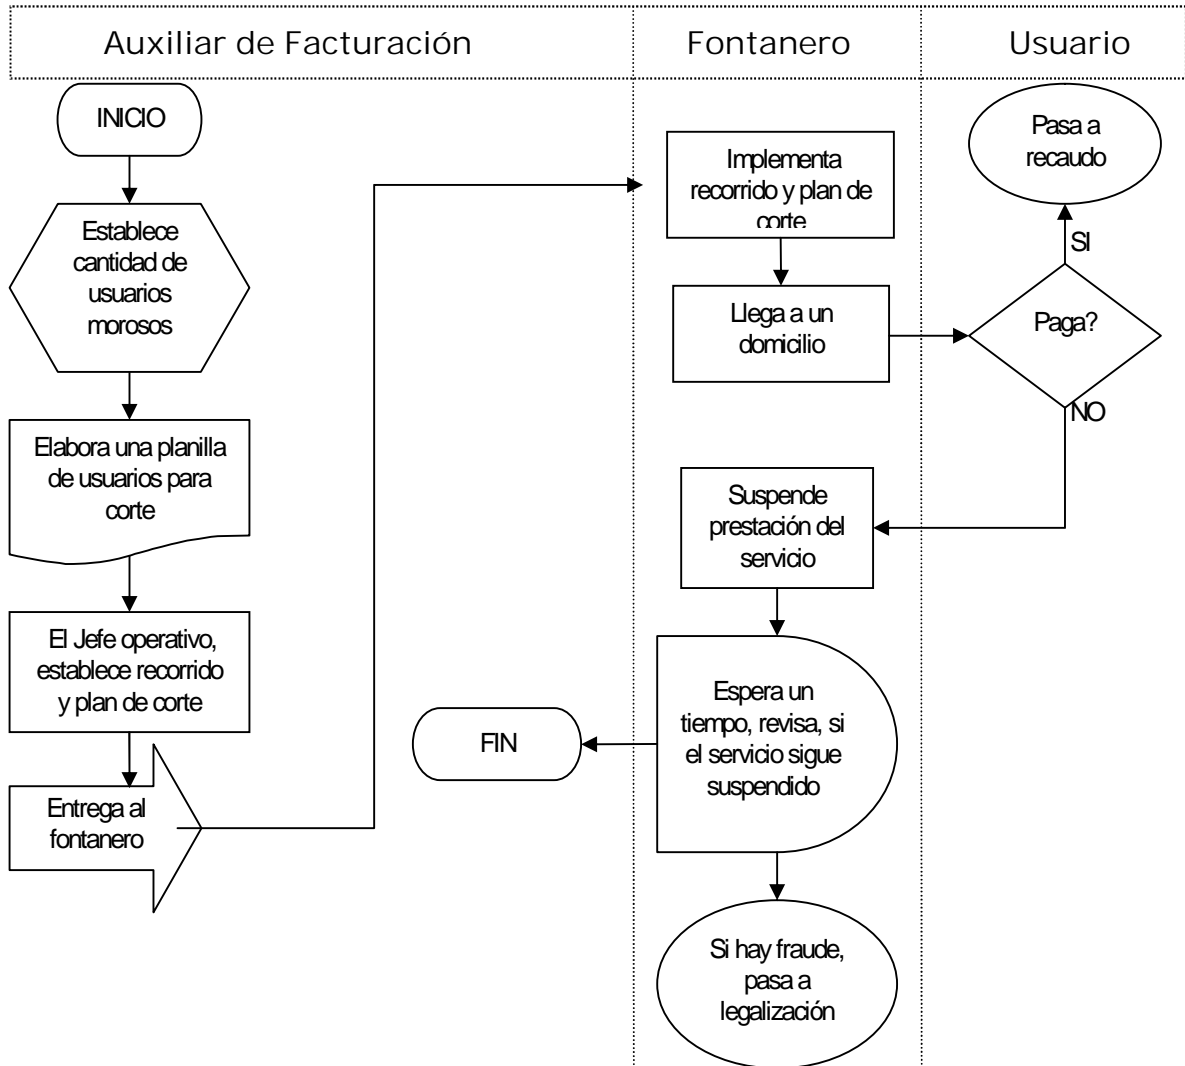 Auxiliar de Facturación
Fontanero
Usuario
INICIO
Establece
cantidad de
usuarios
morosos
Elabora una planilla
de usuarios para
corte
El Jefe operativo,
establece recorrido
y plan de corte
Entrega al
fontanero
Implementa
recorrido y plan de
corte
Llega a un
domicilio
Paga?
SI
Pasa a
recaudo
NO
Suspende
prestación del
servicio
Espera un
tiempo, revisa, si
el servicio sigue
suspendido
FIN
Si hay fraude,
pasa a
legalización